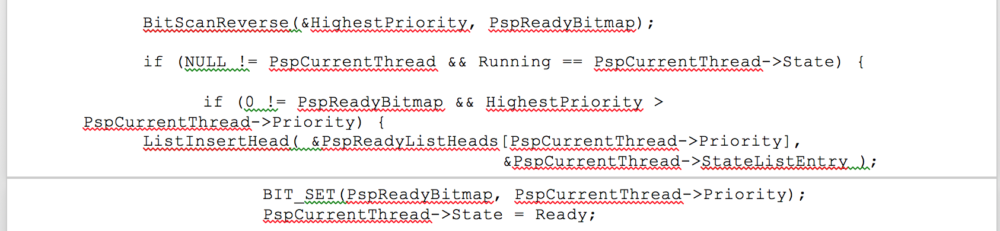 BitScanReverse(&HighestPriority, PspReadyBitmap);
if (NULL != PspCurrentThread && Running == PspCurrentThread->State) {
if (0 != PspReadyBitmap && HighestPriority >
PspCurrentThread->Priority) {
ListInsertHead( &PspReadyListHeads[PspCurrentThread->Priority],
&PspCurrentThread->StateListEntry );
BIT_SET(PspReadyBitmap, PspCurrentThread->Priority);
PspCurrentThread->State = Ready;